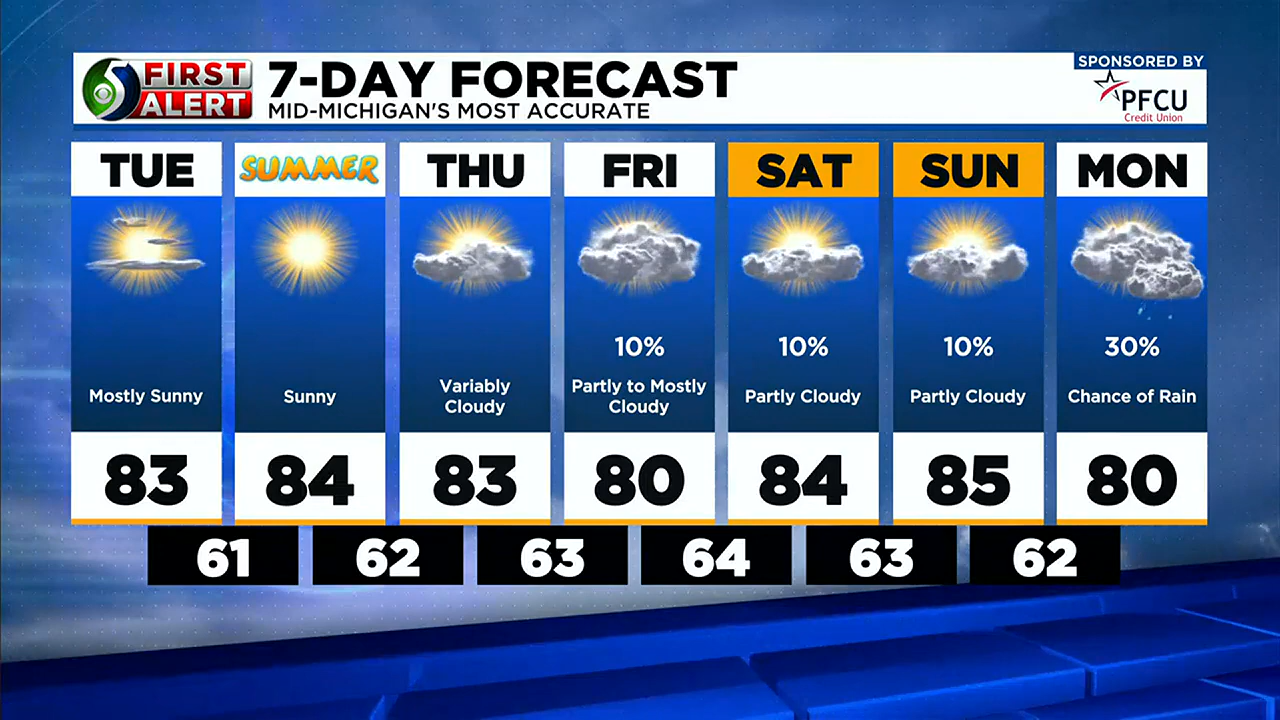 6 FIRST ALERT
7-DAY FORECAST
MID-MICHIGAN'S MOST ACCURATE
SPONSORED BY
PFCU
Credit Union
TUE SUMMER THU FRI SAT SUN MON
10% 10% 10% 30%
Mostly Sunny Sunny Variably Cloudy Partly to Mostly Cloudy Partly Cloudy Partly Cloudy Chance of Rain
83 84 83 80 84 85 80
61 62 63 64 63 62